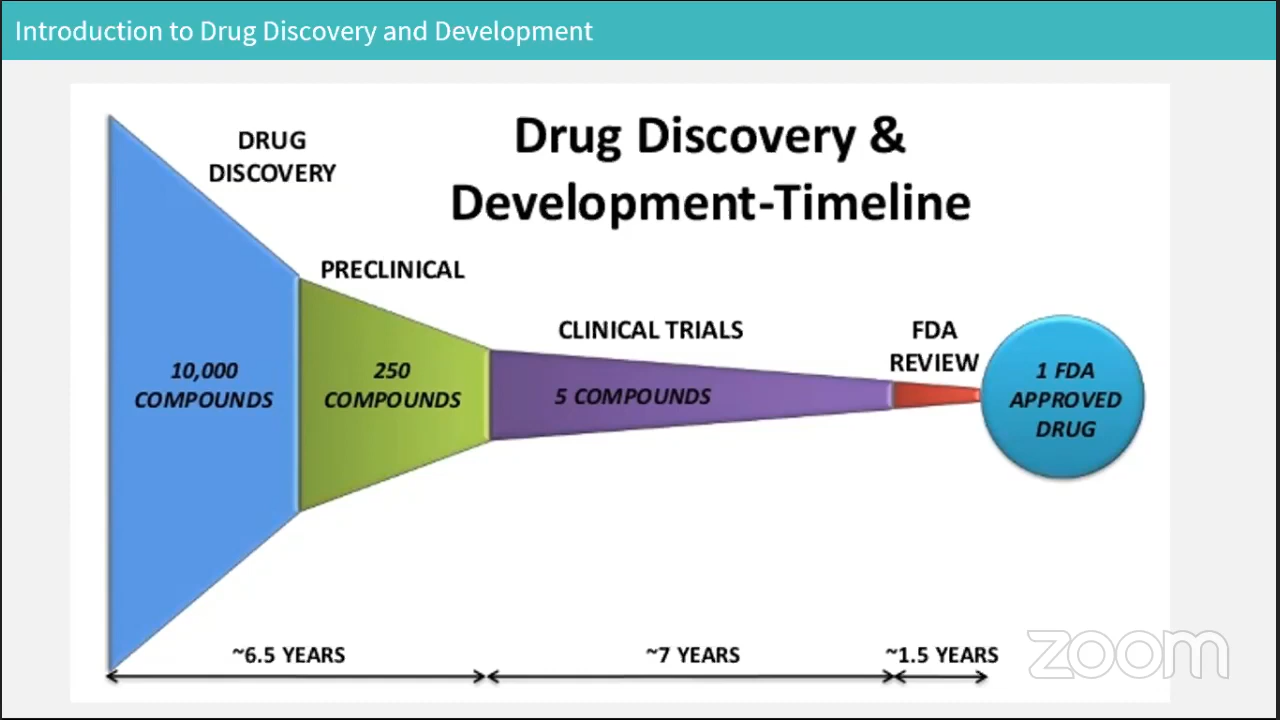 Introduction to Drug Discovery and Development
Drug Discovery &
Development-Timeline
DRUG
DISCOVERY
PRECLINICAL
CLINICAL TRIALS
FDA
REVIEW
10,000
COMPOUNDS
250
COMPOUNDS
5 COMPOUNDS
1 FDA
APPROVED
DRUG
~6.5 YEARS
~7 YEARS
~1.5 YEARS
zoom